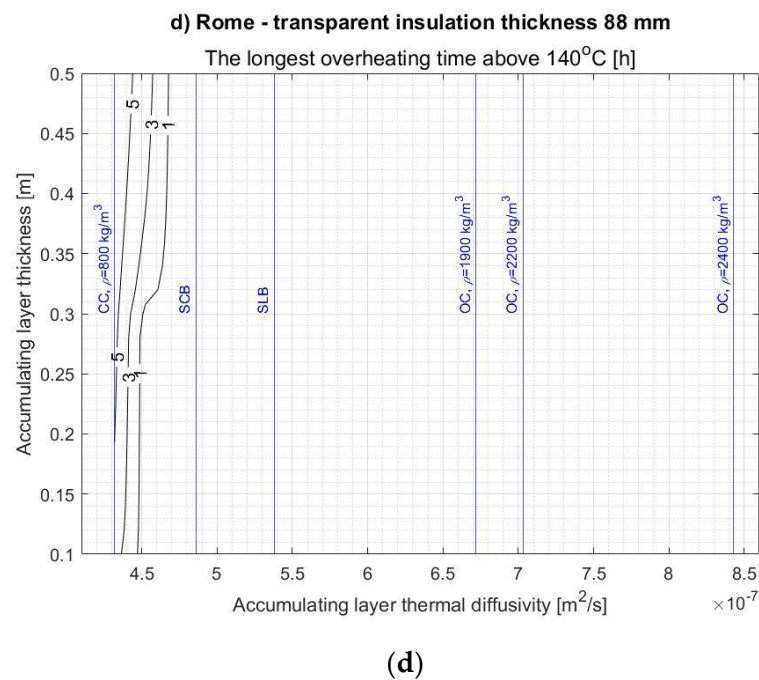 d) Rome - transparent insulation thickness 88 mm
The longest overheating time above 140°C [h]
0.5
0.45
0.4
0.35
0.3
0.25
0.2
0.15
0.1
Accumulating layer thickness [m]
5
3
1
5
3
1
CC, ρ=800 kg/m³
SCB
SLB
OC, ρ=1900 kg/m³
OC, ρ=2200 kg/m³
OC, ρ=2400 kg/m³
4.5 5 5.5 6 6.5 7 7.5 8 8.5
×10⁻⁷
Accumulating layer thermal diffusivity [m²/s]
(d)